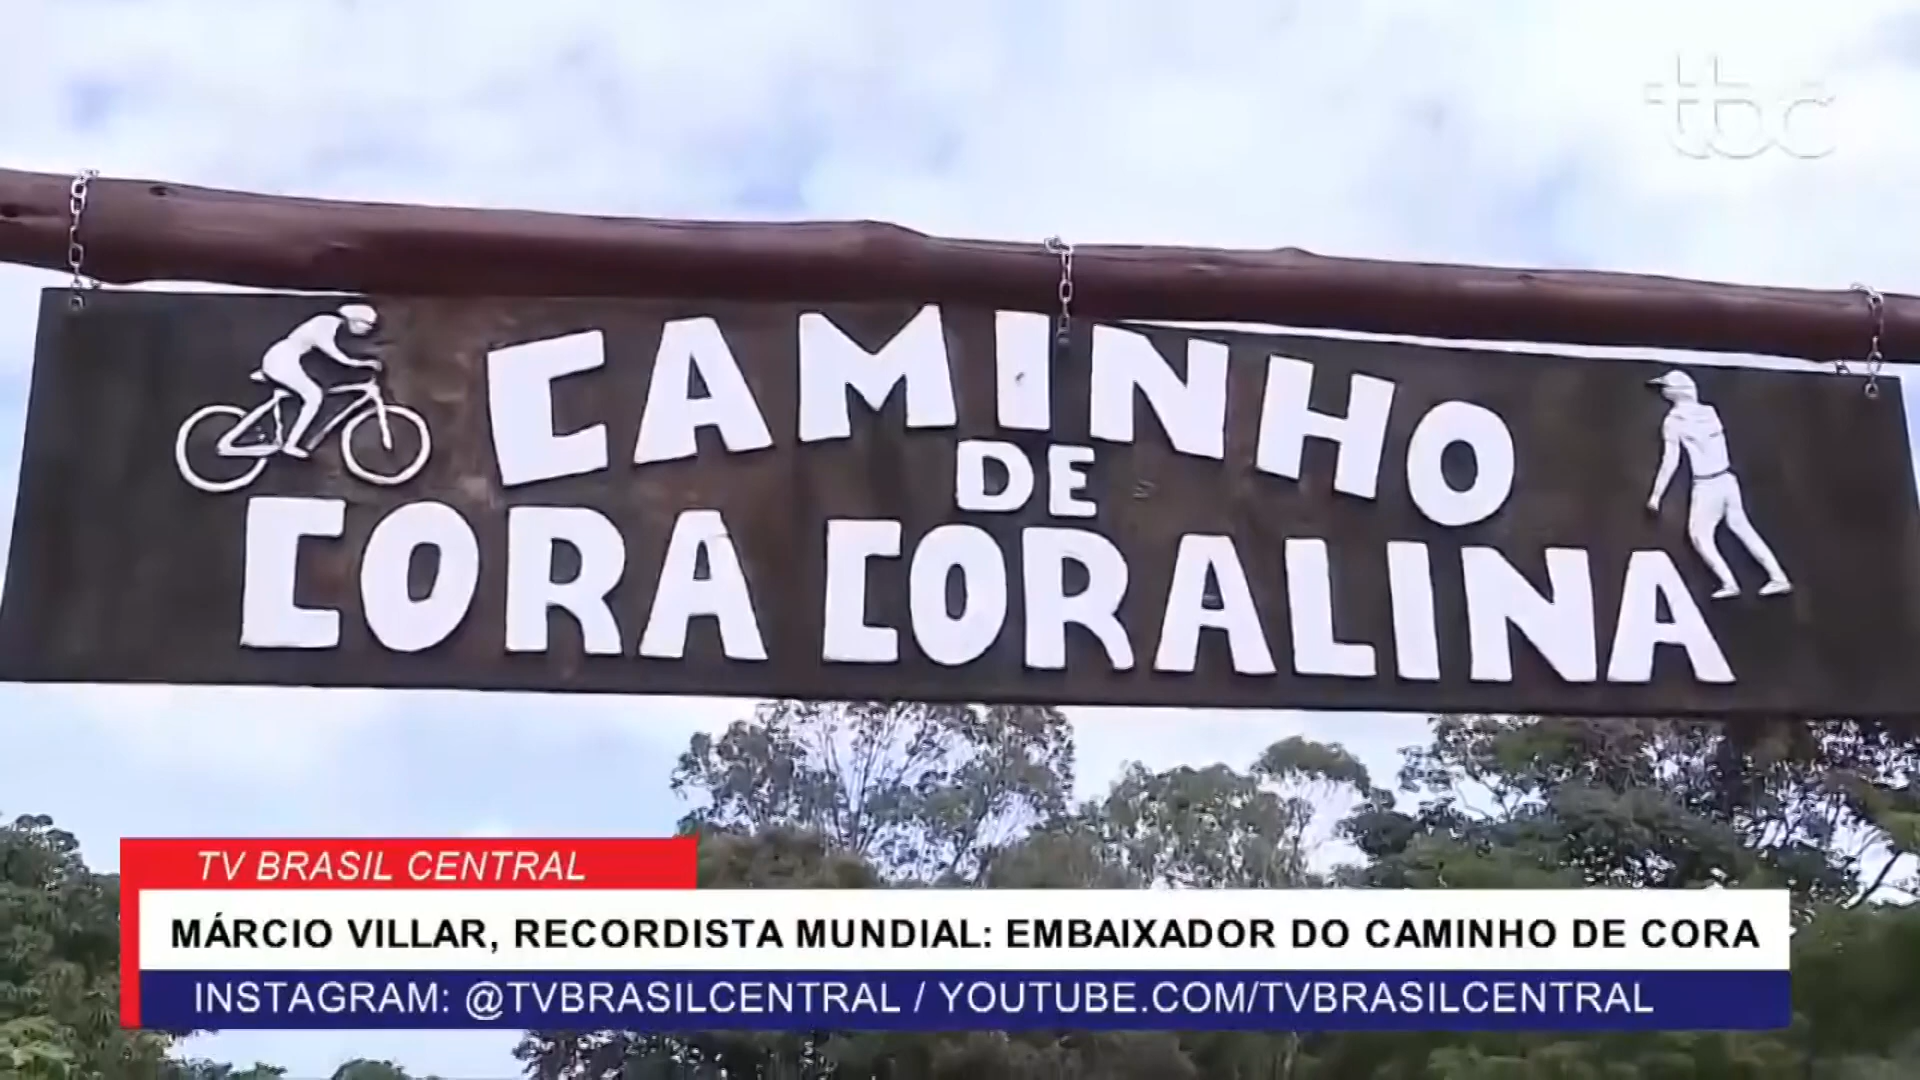 tbc
CAMINHO
DE
CORA CORALINA
TV BRASIL CENTRAL
MÁRCIO VILLAR, RECORDISTA MUNDIAL: EMBAIXADOR DO CAMINHO DE CORA
INSTAGRAM: @TVBRASILCENTRAL / YOUTUBE.COM/TVBRASILCENTRAL